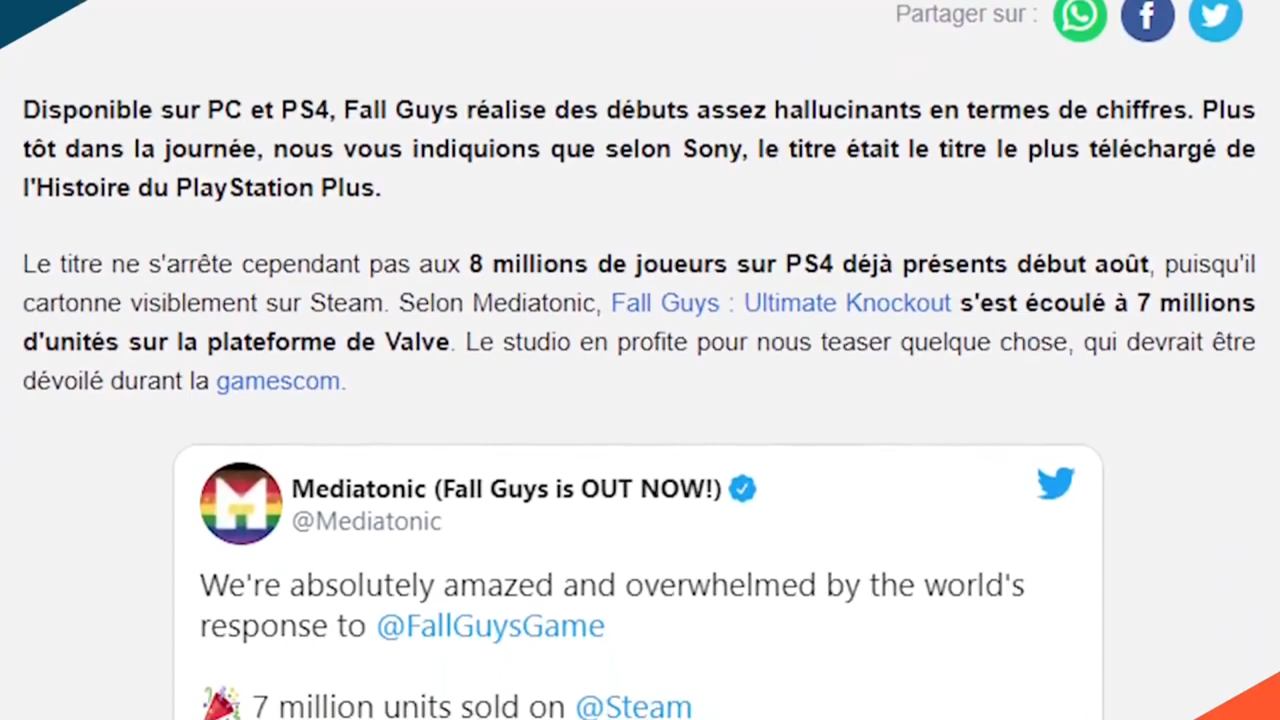 Partager sur :
Disponible sur PC et PS4, Fall Guys réalise des débuts assez hallucinants en termes de chiffres. Plus
tôt dans la journée, nous vous indiquions que selon Sony, le titre était le titre le plus téléchargé de
l'Histoire du PlayStation Plus.
Le titre ne s'arrête cependant pas aux 8 millions de joueurs sur PS4 déjà présents début août, puisqu'il
cartonne visiblement sur Steam. Selon Mediatonic, Fall Guys : Ultimate Knockout s'est écoulé à 7 millions
d'unités sur la plateforme de Valve. Le studio en profite pour nous teaser quelque chose, qui devrait être
dévoilé durant la gamescom.
Mediatonic (Fall Guys is OUT NOW!)
@Mediatonic
We're absolutely amazed and overwhelmed by the world's
response to @FallGuysGame
🎉 7 million units sold on @Steam